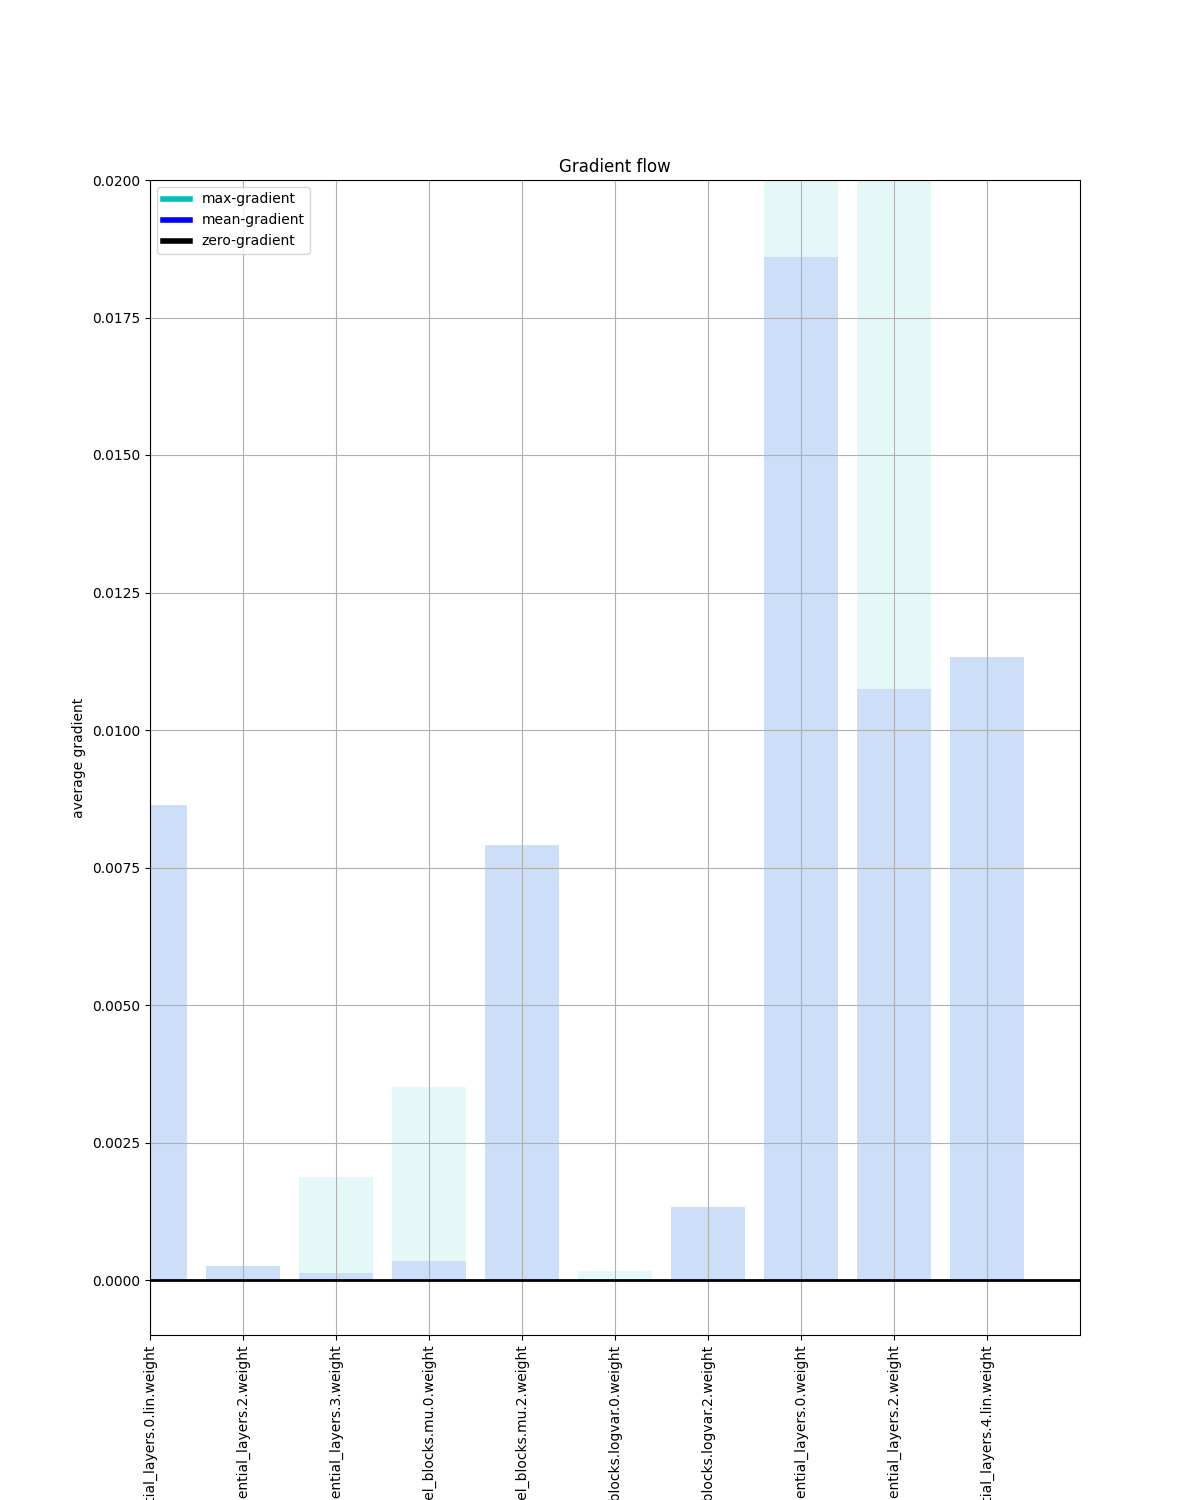 Gradient flow
max-gradient
mean-gradient
zero-gradient
0.0200
0.0175
0.0150
0.0125
0.0100
0.0075
0.0050
0.0025
0.0000
average gradient
tial_layers.0.lin.weight
ential_layers.2.weight
ential_layers.3.weight
el_blocks.mu.0.weight
el_blocks.mu.2.weight
blocks.logvar.0.weight
blocks.logvar.2.weight
ential_layers.0.weight
ential_layers.2.weight
tial_layers.4.lin.weight